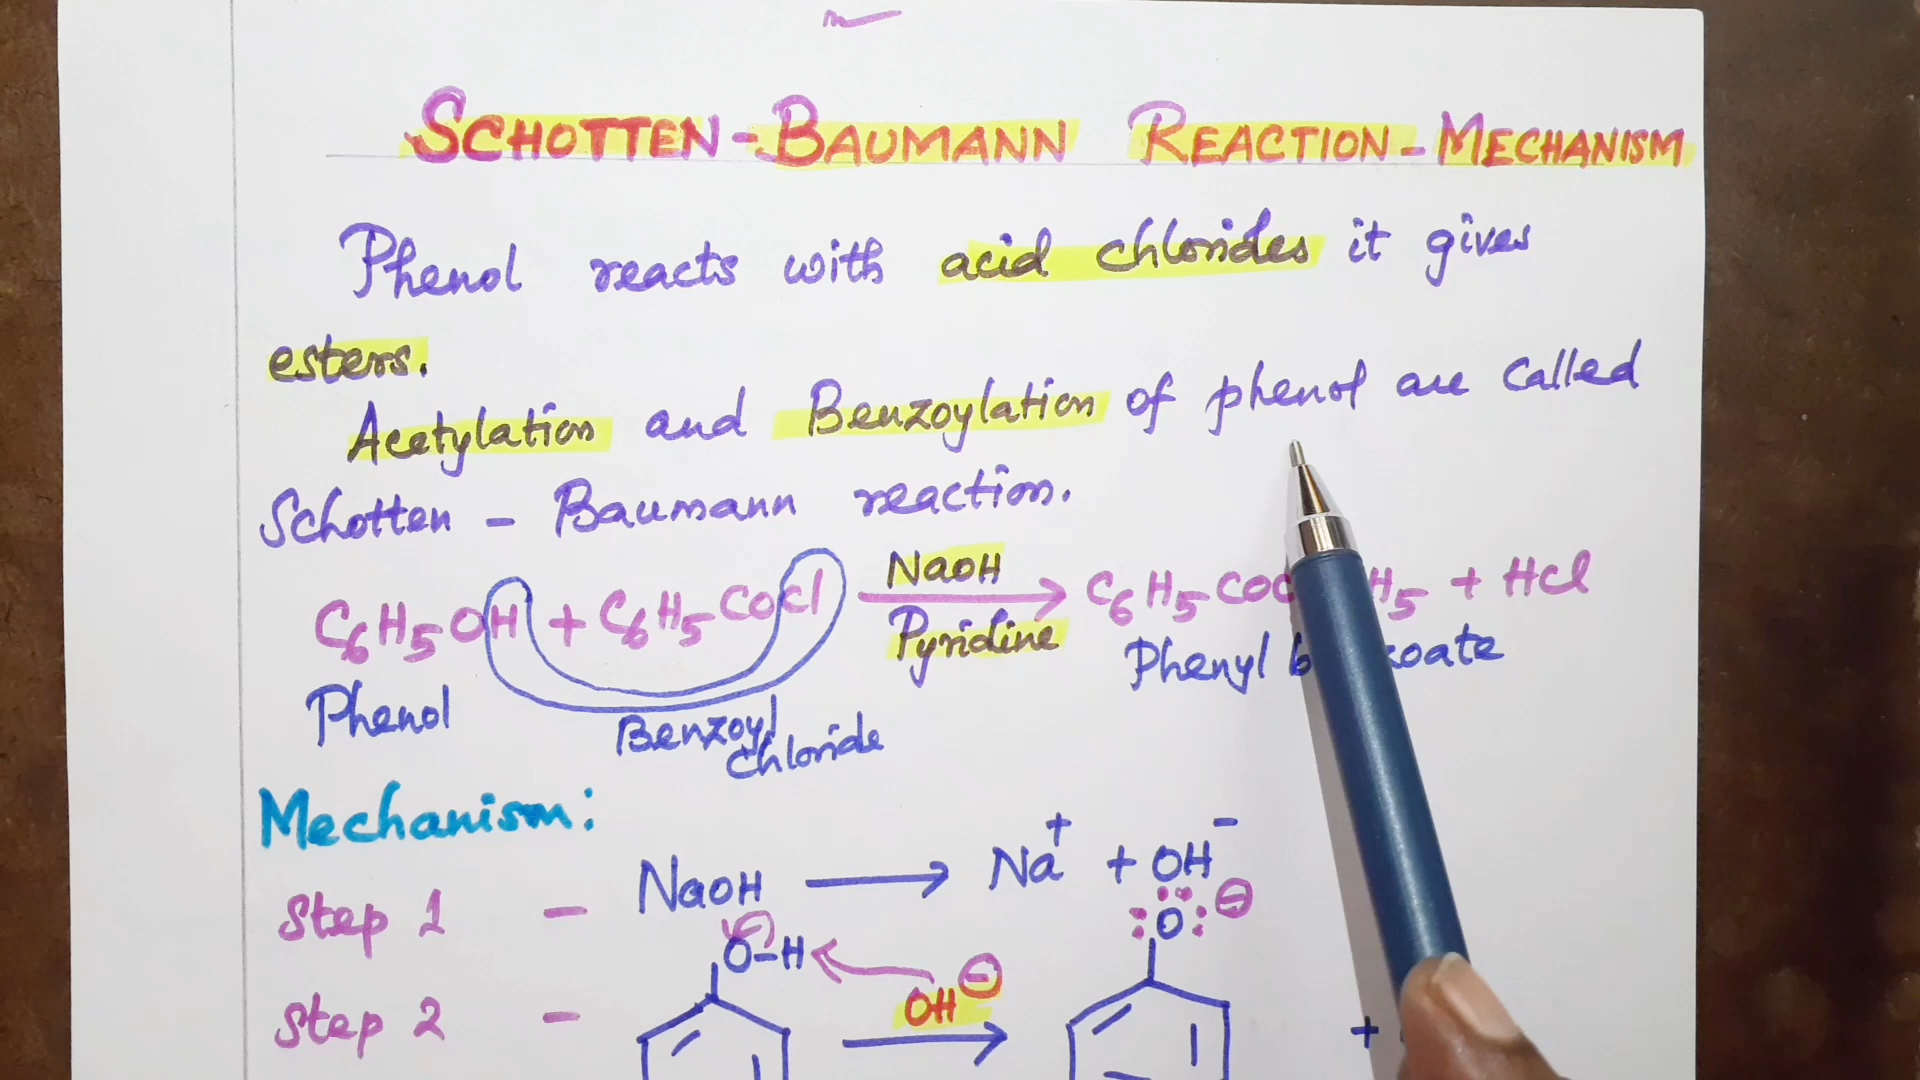 SCHOTTEN-BAUMANN REACTION-MECHANISM
Phenol reacts with acid chlorides it gives
esters.
Acetylation and Benzoylation of phenol are called
Schotten - Baumann reaction.
C6H5OH + C6H5COCl NaOH Pyridine → C6H5COO H5 + HCl
Phenol Benzoyl Chloride Phenyl b zoate
Mechanism:
Step 1 - NaOH → Na+ + OH-
Step 2 - O-H OH⊖ → :O: ⊖ +